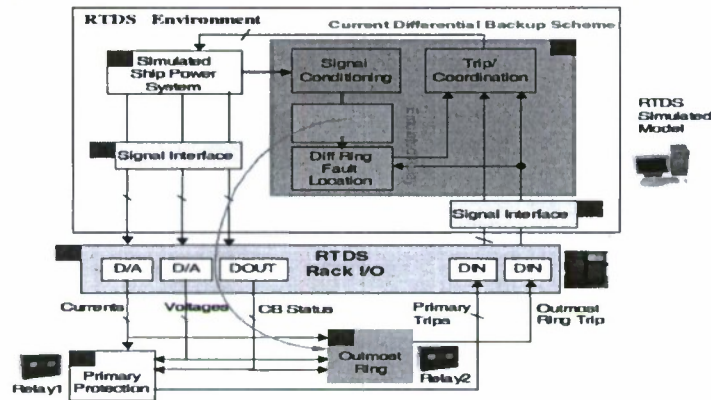 RTDS Environment
Current Differential Backup Scheme
Simulated
Ship Power
System
Signal
Conditioning
Trip/
Coordination
RTDS
Simulated
Model
Signal Interface
Diff Ring
Fault
Location
Signal Interface
RTDS
Rack I/O
D/A
D/A
DOUT
DIN
DIN
Currents
Voltages
CB Status
Primary
Trips
Outmost
Ring Trip
Relay1
Primary
Protection
Outmost
Ring
Relay2